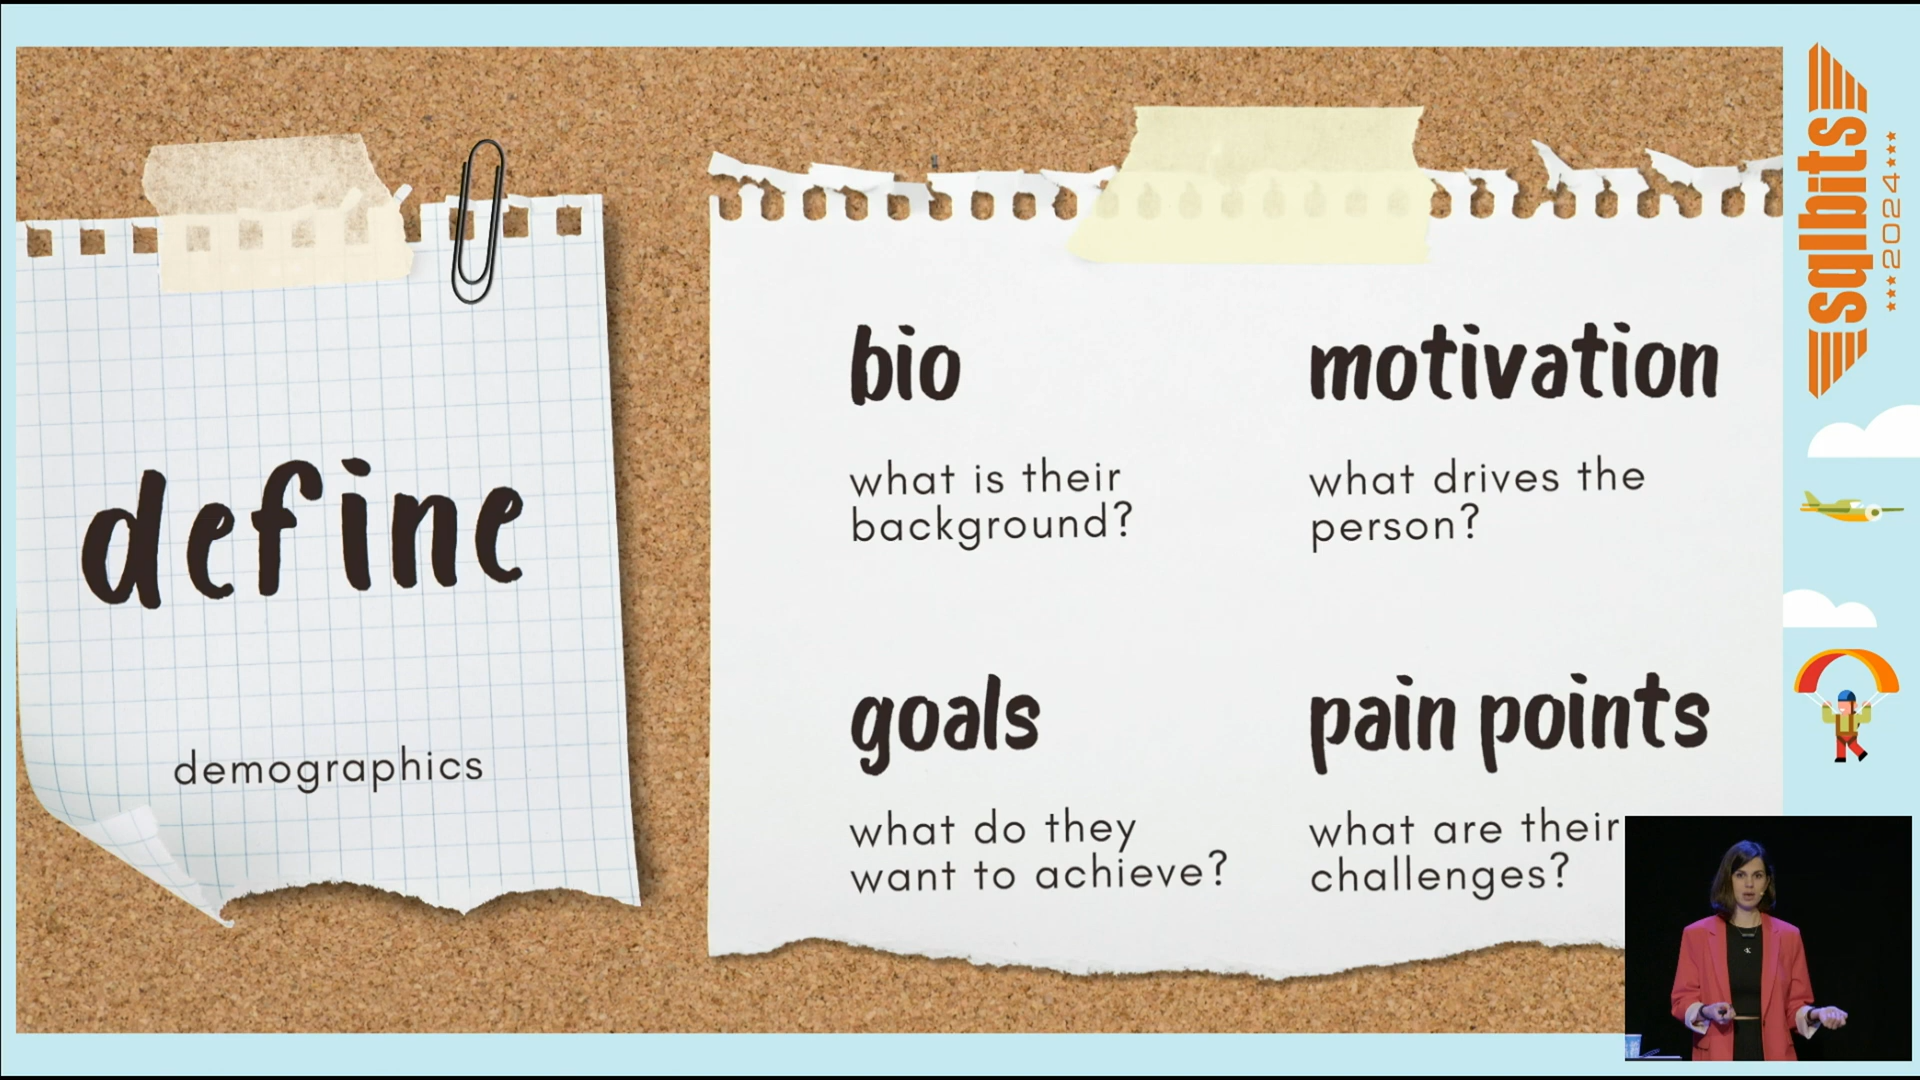 define
demographics
bio
what is their
background?
motivation
what drives the
person?
goals
what do they
want to achieve?
pain points
what are their
challenges?
sqlbits
2024